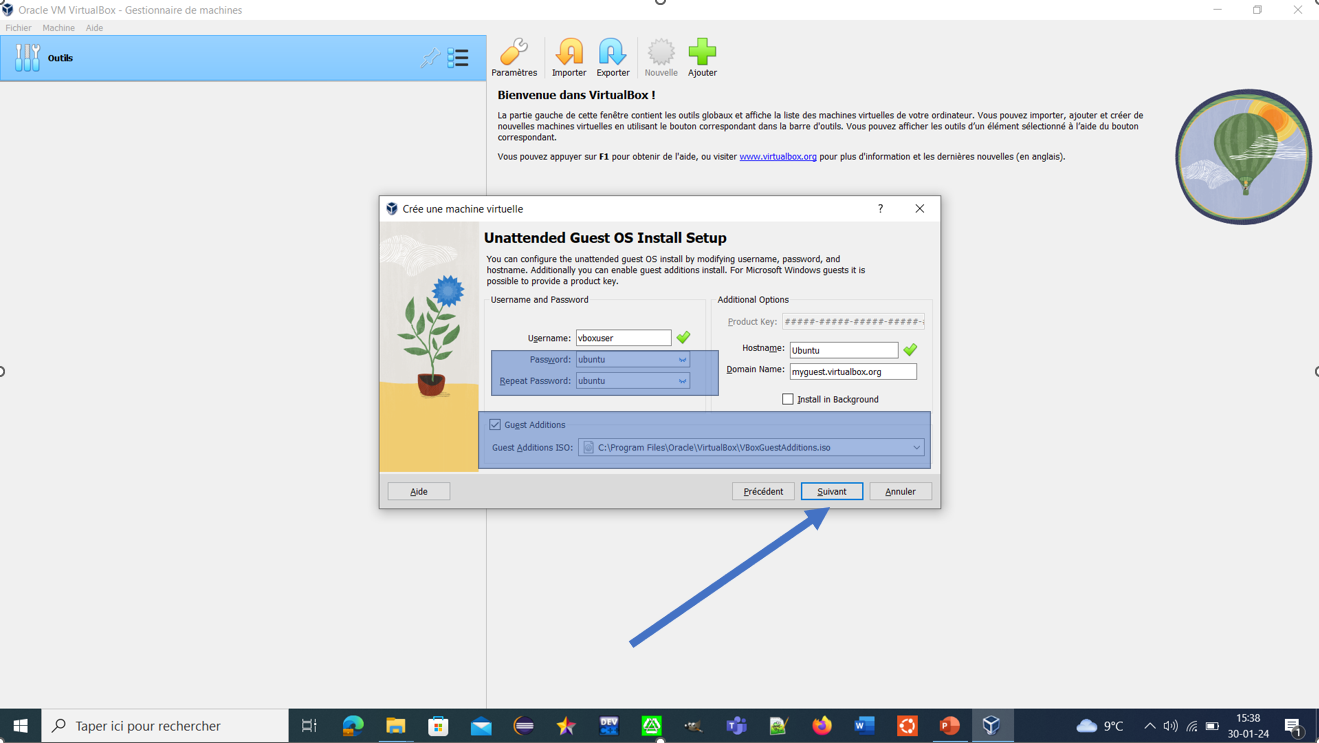 Oracle VM VirtualBox - Gestionnaire de machines
Fichier Machine Aide
Outils
Paramètres Importer Exporter Nouvelle Ajouter
Bienvenue dans VirtualBox !
La partie gauche de cette fenêtre contient les outils globaux et affiche la liste des machines virtuelles de votre ordinateur. Vous pouvez importer, ajouter et créer de
nouvelles machines virtuelles en utilisant le bouton correspondant dans la barre d'outils. Vous pouvez afficher les outils d'un élément sélectionné à l'aide du bouton
correspondant.
Vous pouvez appuyer sur F1 pour obtenir de l'aide, ou visiter www.virtualbox.org pour plus d'information et les dernières nouvelles (en anglais).
Crée une machine virtuelle
?
Unattended Guest OS Install Setup
You can configure the unattended guest OS install by modifying username, password, and
hostname. Additionally you can enable guest additions install. For Microsoft Windows guests it is
possible to provide a product key.
Username and Password
Username: vboxuser
Password: ubuntu
Repeat Password: ubuntu
Additional Options
Product Key: #####-#####-#####-#####-
Hostname: Ubuntu
Domain Name: myguest.virtualbox.org
Install in Background
Guest Additions
Guest Additions ISO: C:\Program Files\Oracle\VirtualBox\VBoxGuestAdditions.iso
Aide Précédent Suivant Annuler
Taper ici pour rechercher
DEV
9°C
15:38
30-01-24
1